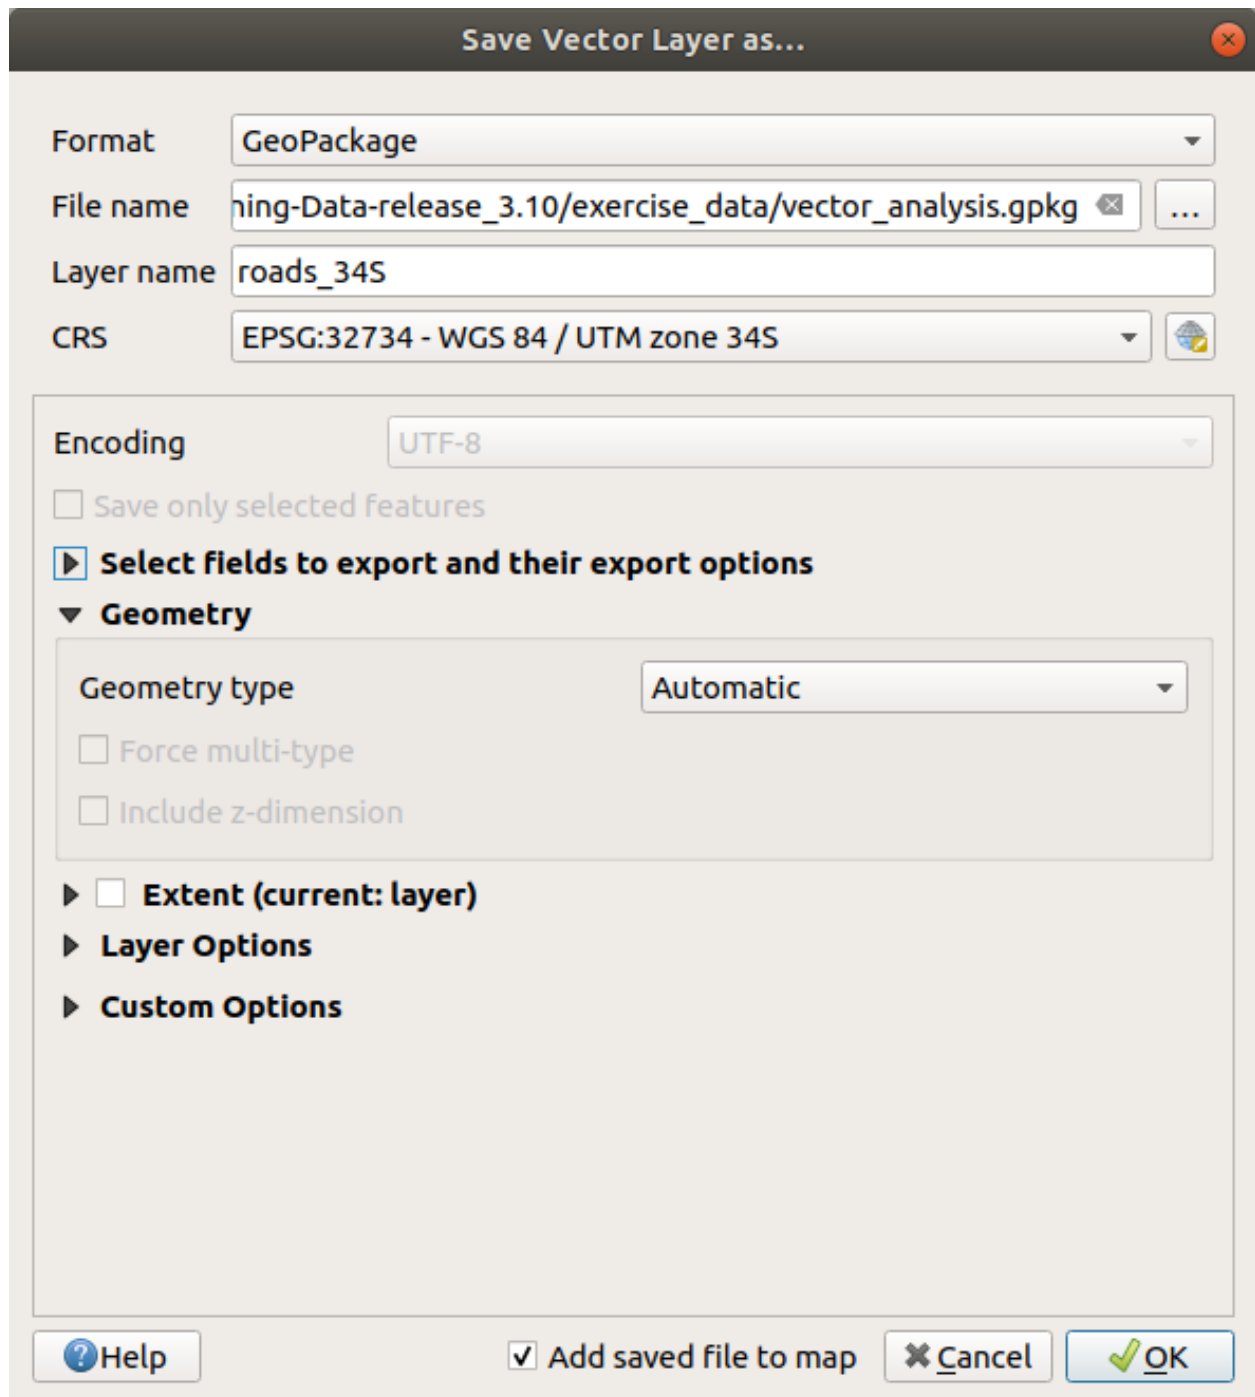 Save Vector Layer as...
Format GeoPackage
File name ning-Data-release_3.10/exercise_data/vector_analysis.gpkg ...
Layer name roads_34S
CRS EPSG:32734 - WGS 84 / UTM zone 34S
Encoding UTF-8
Save only selected features
Select fields to export and their export options
Geometry
Geometry type Automatic
Force multi-type
Include z-dimension
Extent (current: layer)
Layer Options
Custom Options
Help Add saved file to map Cancel OK